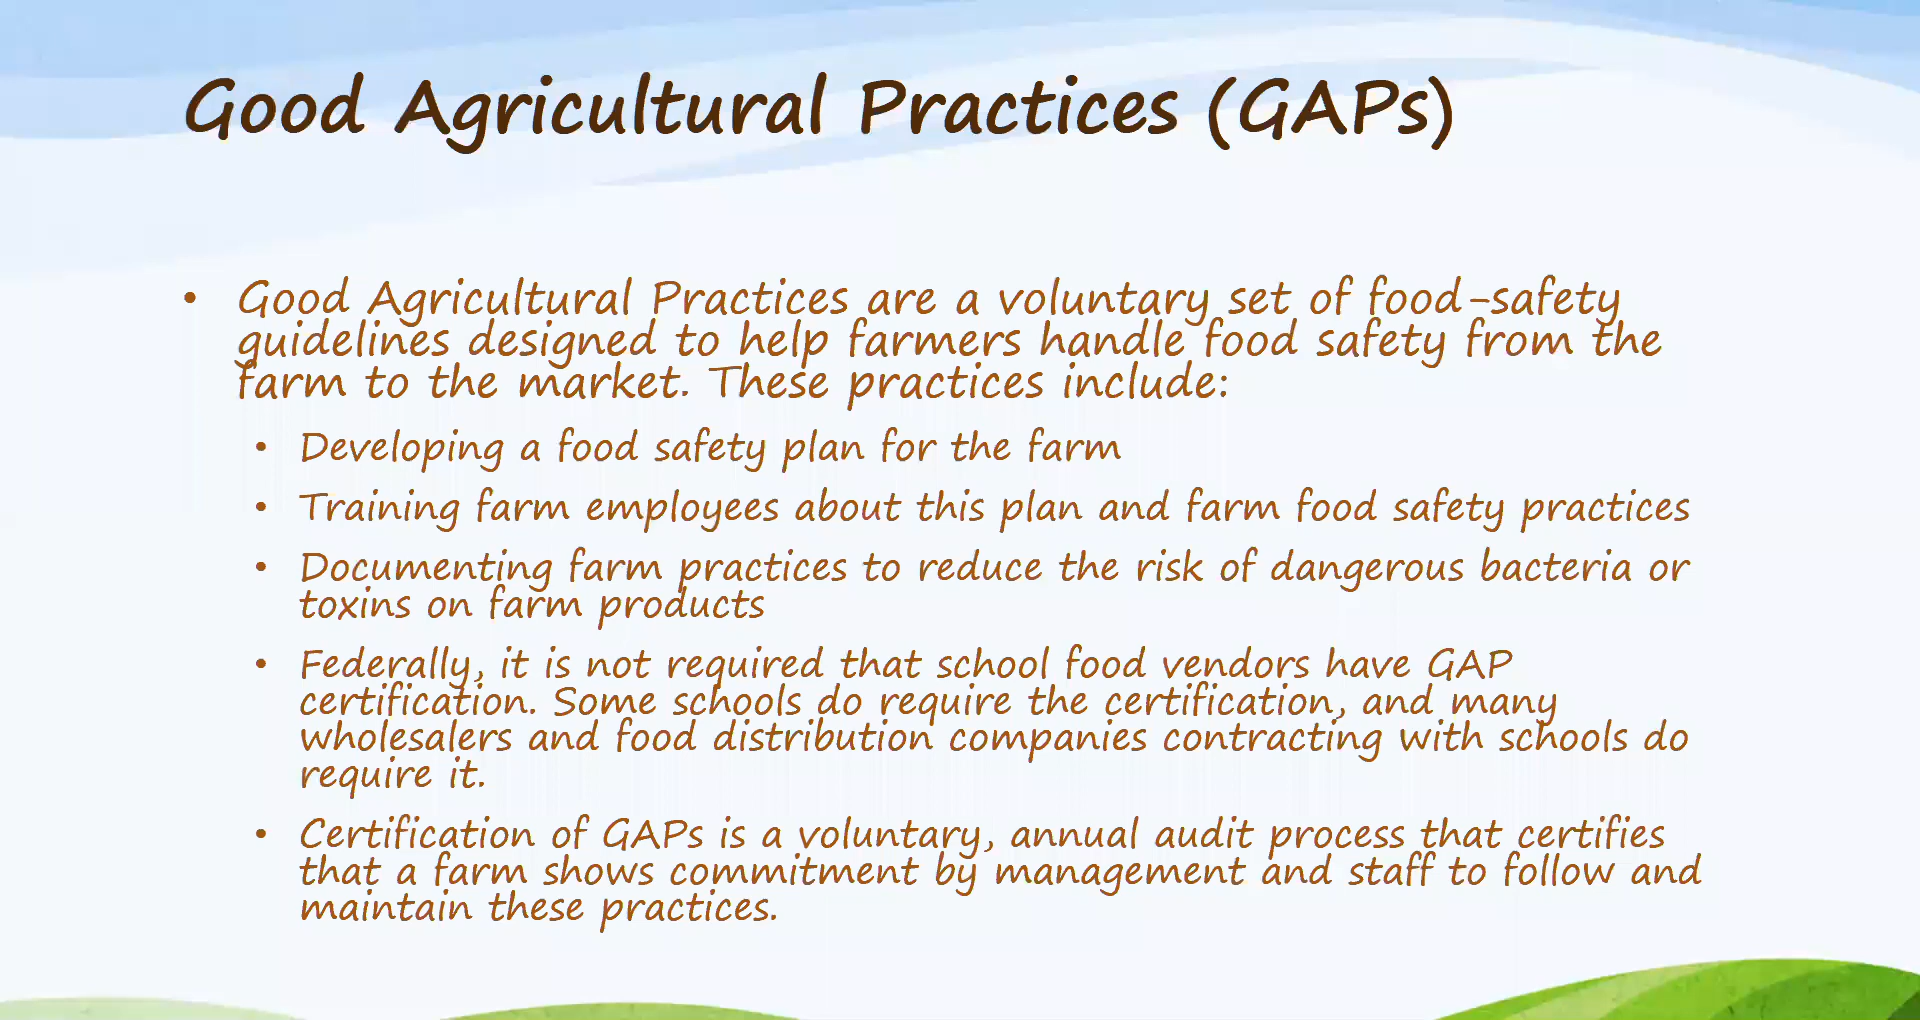 Good Agricultural Practices (GAPs)
• Good Agricultural Practices are a voluntary set of food-safety
guidelines designed to help farmers handle food safety from the
farm to the market. These practices include:
• Developing a food safety plan for the farm
• Training farm employees about this plan and farm food safety practices
• Documenting farm practices to reduce the risk of dangerous bacteria or
toxins on farm products
• Federally, it is not required that school food vendors have GAP
certification. Some schools do require the certification, and many
wholesalers and food distribution companies contracting with schools do
require it.
• Certification of GAPs is a voluntary, annual audit process that certifies
that a farm shows commitment by management and staff to follow and
maintain these practices.